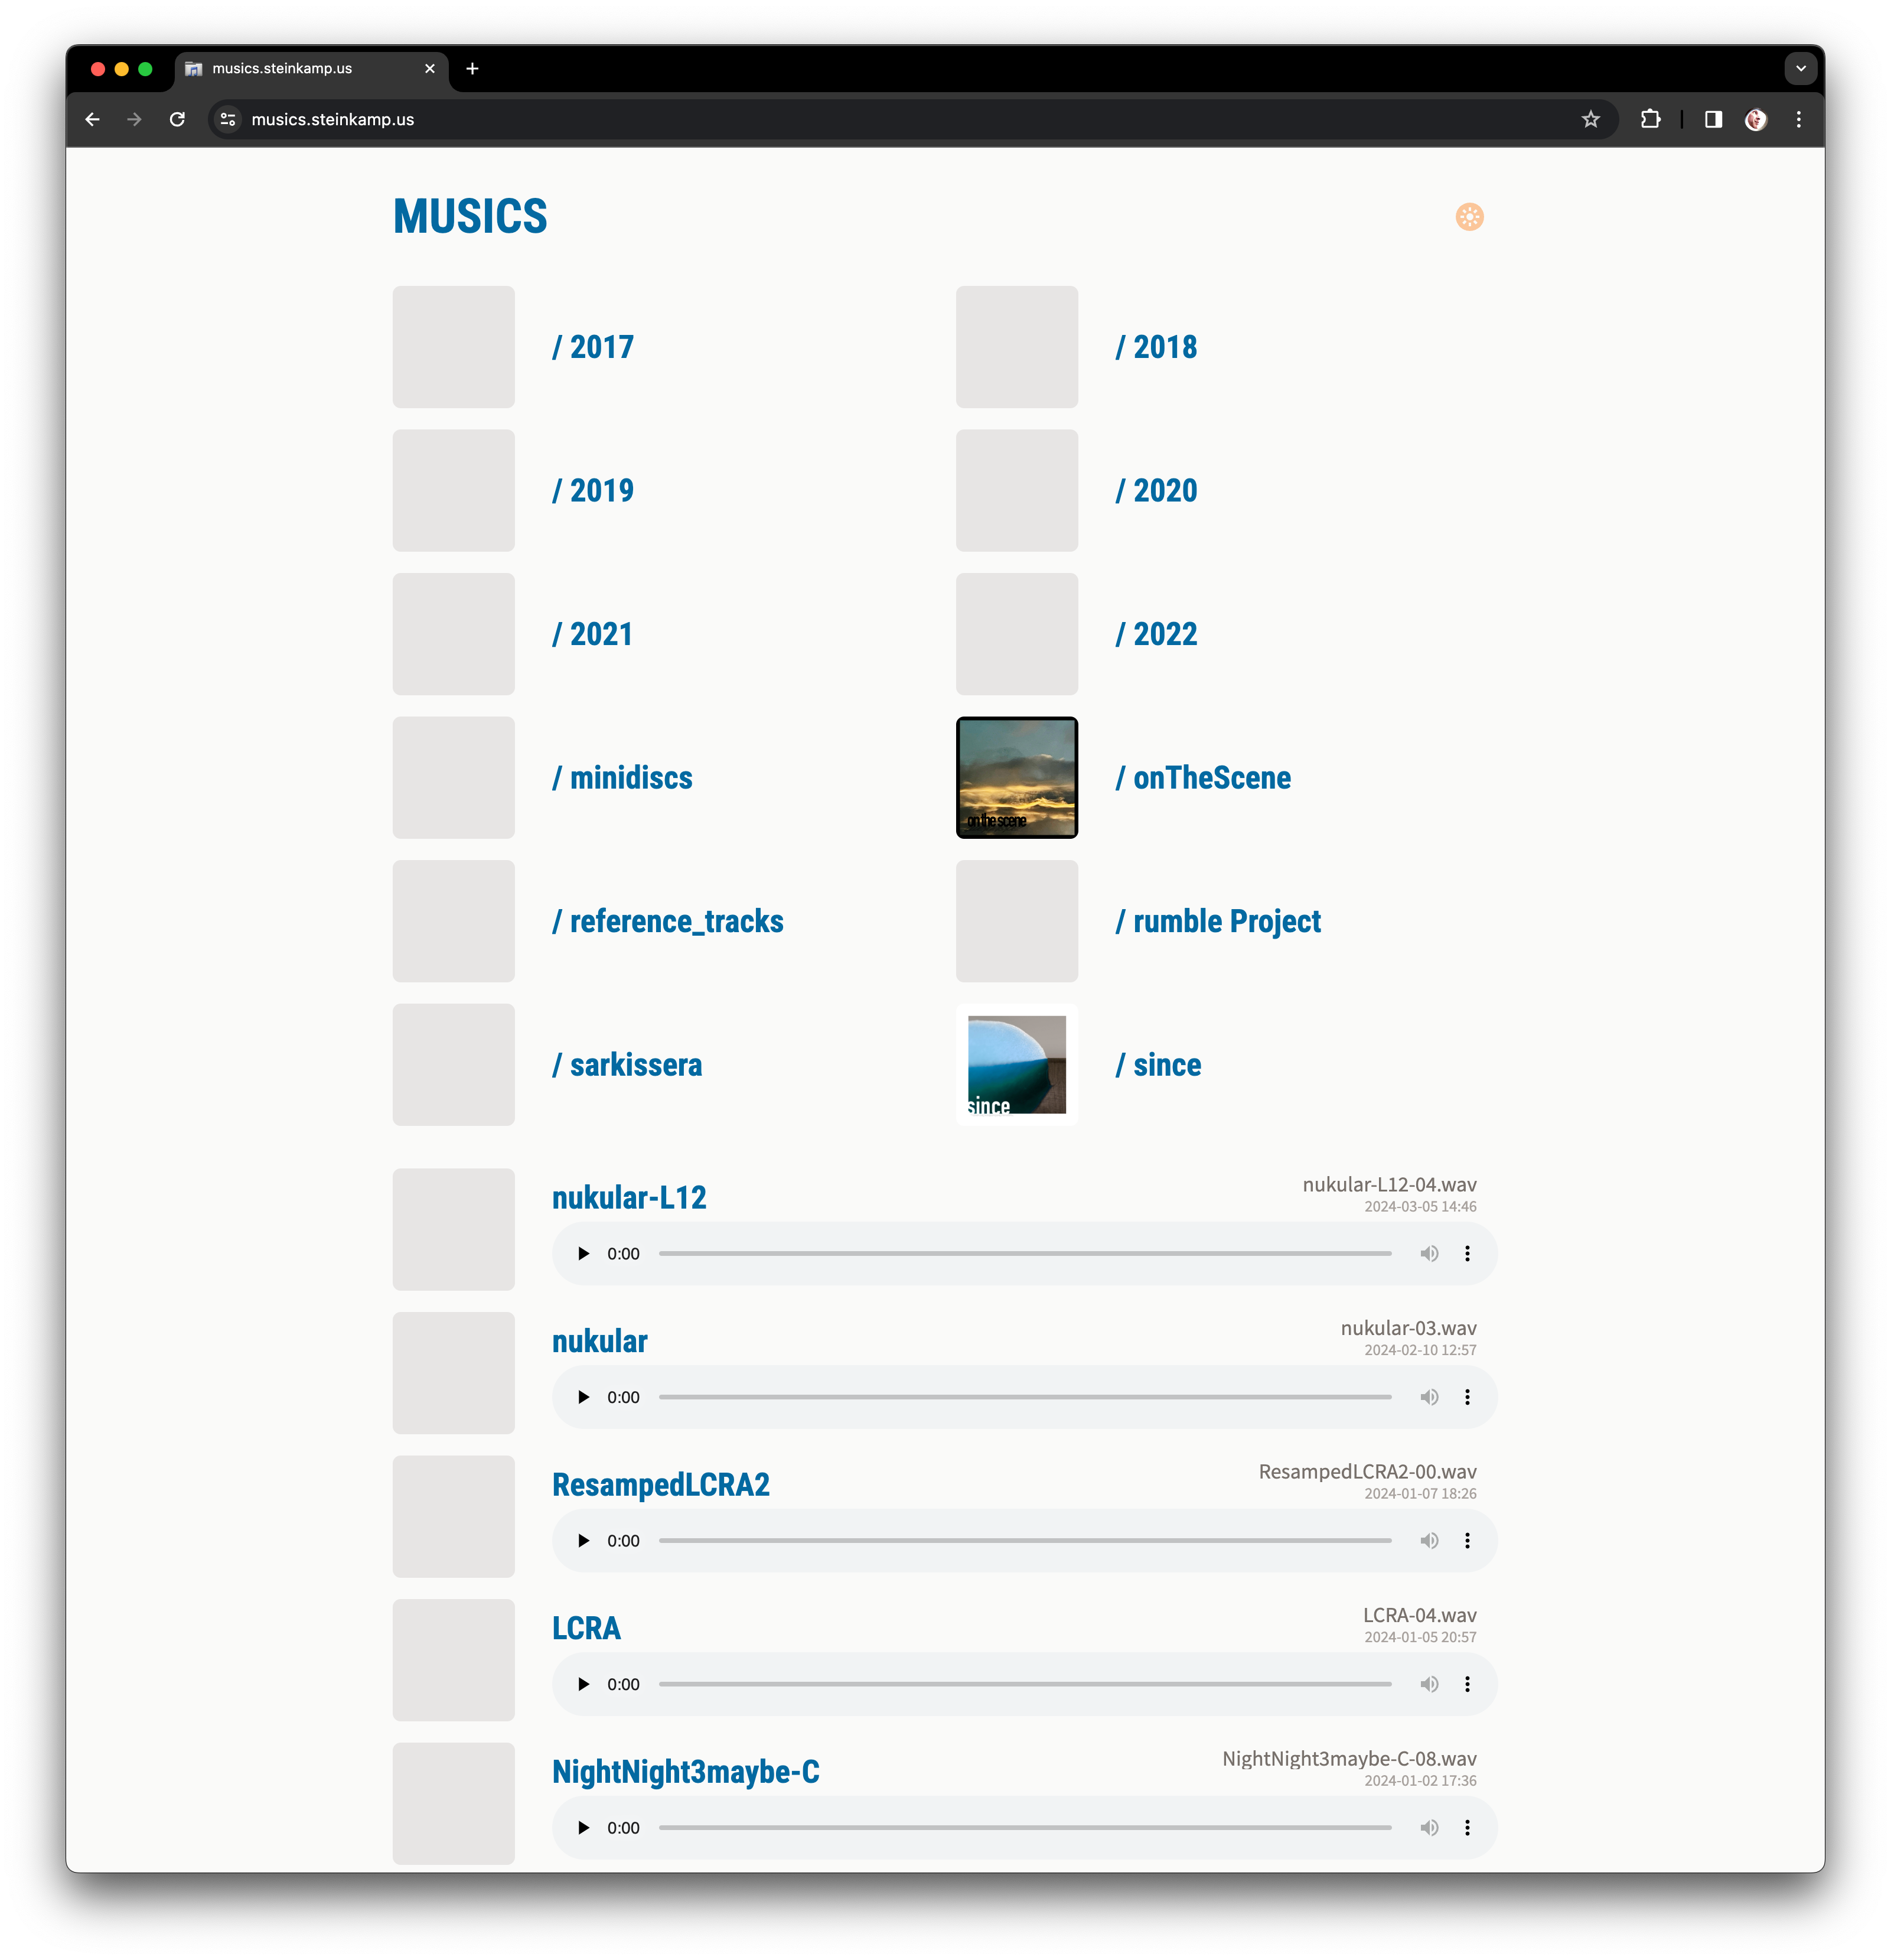 musics.steinkamp.us
musics.steinkamp.us
MUSICS
/ 2017
/ 2018
/ 2019
/ 2020
/ 2021
/ 2022
/ minidiscs
on the scene
/ onTheScene
/ reference_tracks
/ rumble Project
/ sarkissera
since
/ since
nukular-L12
nukular-L12-04.wav
2024-03-05 14:46
0:00
nukular
nukular-03.wav
2024-02-10 12:57
0:00
ResampedLCRA2
ResampedLCRA2-00.wav
2024-01-07 18:26
0:00
LCRA
LCRA-04.wav
2024-01-05 20:57
0:00
NightNight3maybe-C
NightNight3maybe-C-08.wav
2024-01-02 17:36
0:00